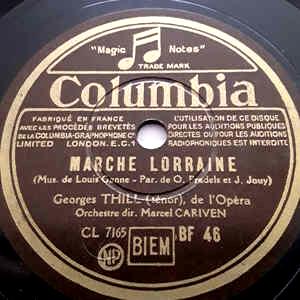 "Magic Notes"
TRADE MARK
Columbia
FABRIQUÉ EN FRANCE
AVEC LES PROCÉDÉS BREVETÉS
DE LA COLUMBIA-GRAPHOPHONE Cº
LIMITED LONDON. E.C.1
L'UTILISATION DE CE DISQUE
POUR LES AUDITIONS PUBLIQUES
DIRECTES OU POUR LES AUDITIONS
RADIOPHONIQUES EST INTERDITE
MARCHE LORRAINE
(Mus. de Louis Ganne - Par. de O. Pradels et J. Jouy)
Georges THILL (ténor), de l'Opéra
Orchestre dir. Marcel CARIVEN
CL 7165 BIEM BF 46